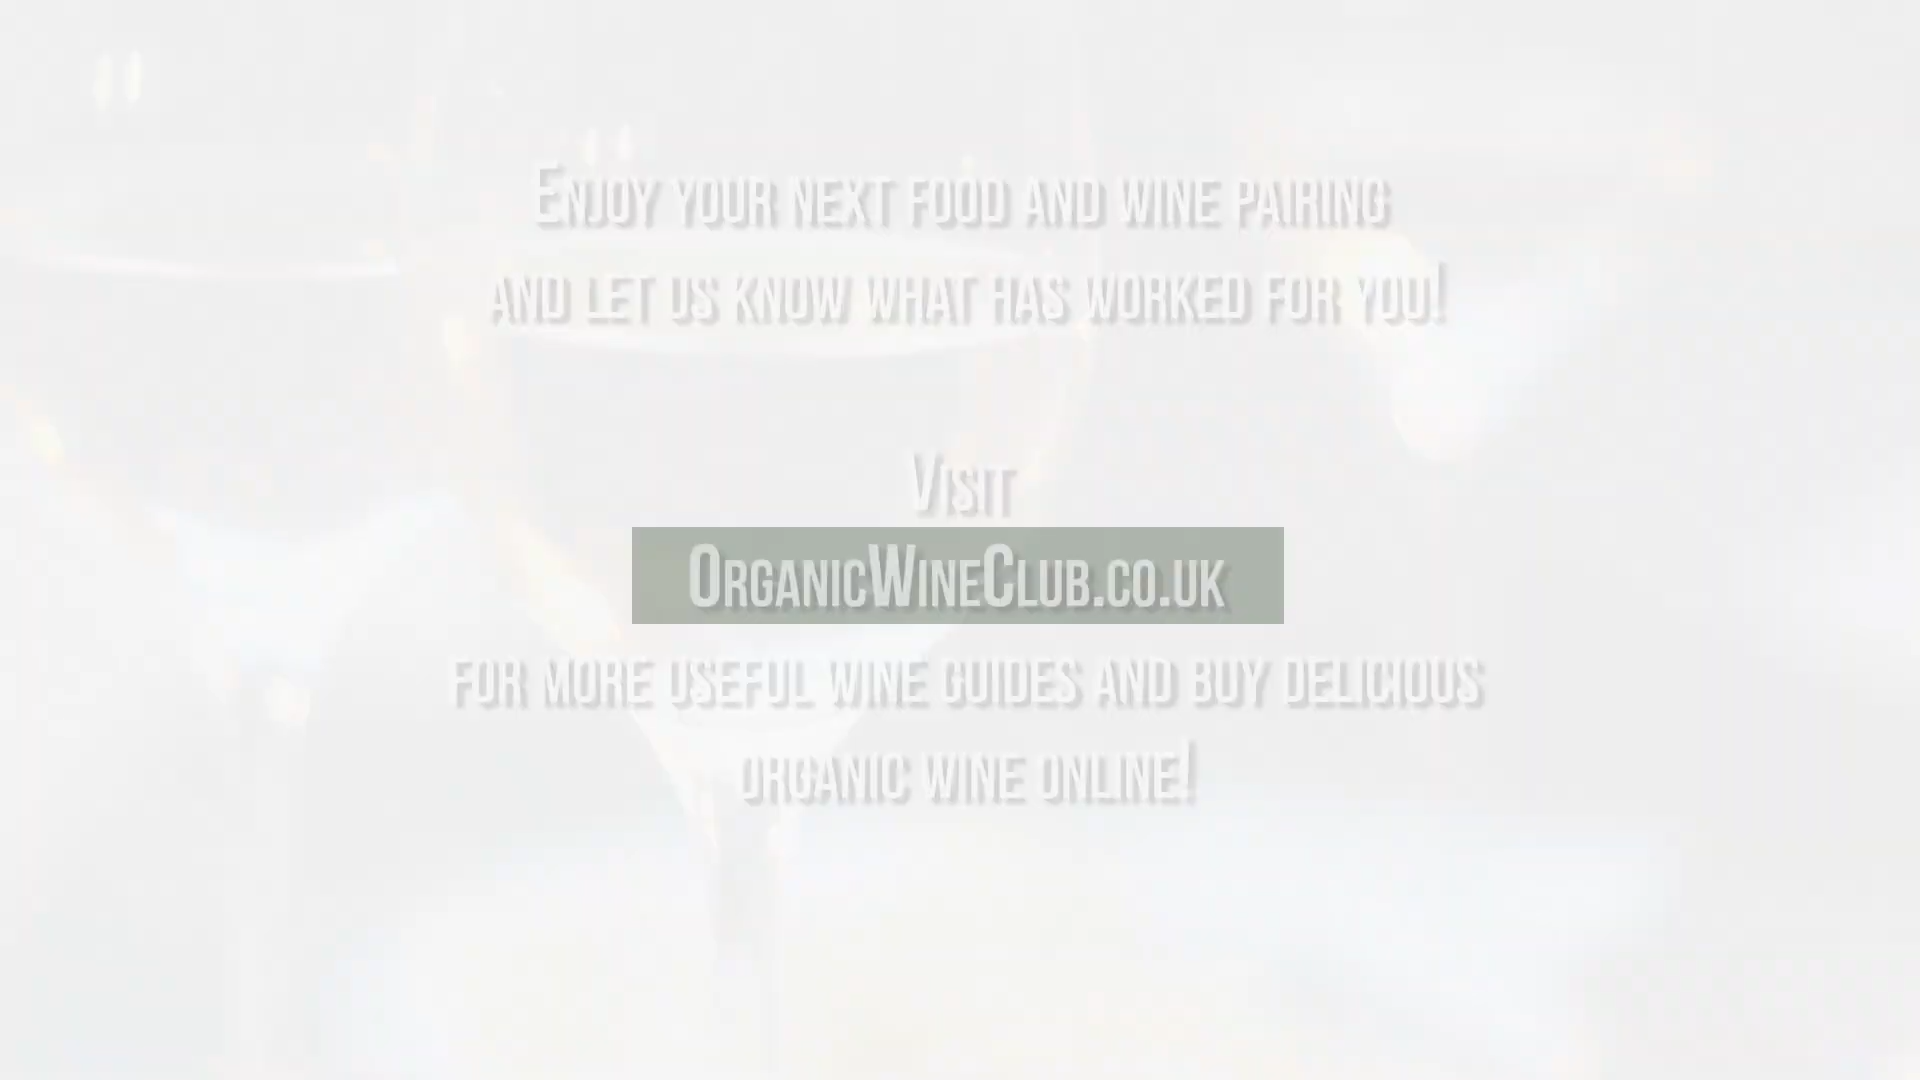 Enjoy your next food and wine pairing
and let us know what has worked for you!
Visit
OrganicWineClub.co.uk
for more useful wine guides and buy delicious
organic wine online!